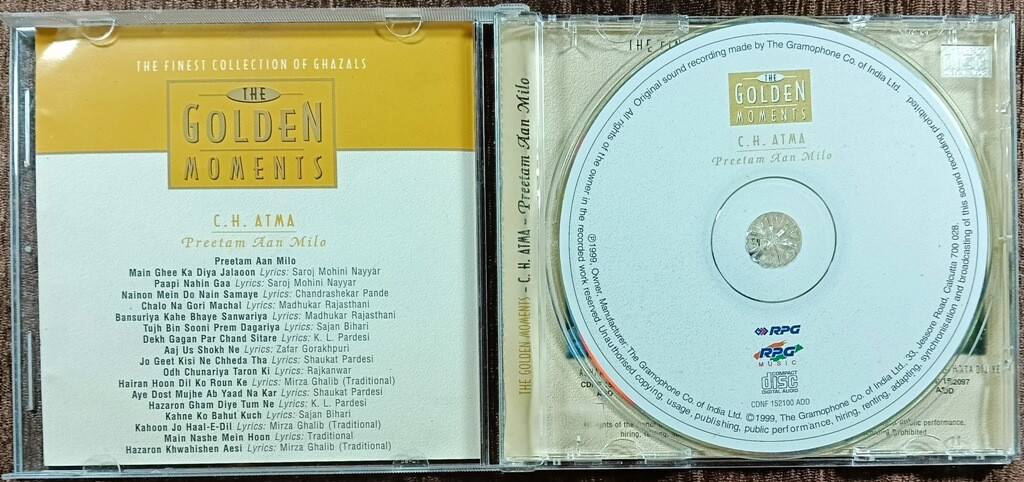 THE FINEST COLLECTION OF GHAZALS
THE
GOLDEN
MOMENTS
C.H. ATMA
Preetam Aan Milo
Preetam Aan Milo
Main Ghee Ka Diya Jalaoon Lyrics: Saroj Mohini Nayyar
Paapi Nahin Gaa Lyrics: Saroj Mohini Nayyar
Nainon Mein Do Nain Samaye Lyrics: Chandrashekar Pande
Chalo Na Gori Machal Lyrics: Madhukar Rajasthani
Bansuriya Kahe Bhaye Sanwariya Lyrics: Madhukar Rajasthani
Tujh Bin Sooni Prem Dagariya Lyrics: Sajan Bihari
Dekh Gagan Par Chand Sitare Lyrics: K. L. Pardesi
Aaj Us Shokh Ne Lyrics: Zafar Gorakhpuri
Jo Geet Kisi Ne Chheda Tha Lyrics: Shaukat Pardesi
Odh Chunariya Taron Ki Lyrics: Rajkanwar
Hairan Hoon Dil Ko Roun Ke Lyrics: Mirza Ghalib (Traditional)
Aye Dost Mujhe Ab Yaad Na Kar Lyrics: Shaukat Pardesi
Hazaron Gham Diye Tum Ne Lyrics: K. L. Pardesi
Kahne Ko Bahut Kuch Lyrics: Sajan Bihari
Kahoon Jo Haal-E-Dil Lyrics: Mirza Ghalib (Traditional)
Main Nashe Mein Hoon Lyrics: Traditional
Hazaron Khwahishen Aesi Lyrics: Mirza Ghalib (Traditional)
THE GOLDEN MOMENTS – C. H. ATMA – Preetam Aan Milo
THE
GOLDEN
MOMENTS
C.H. ATMA
Preetam Aan Milo
RPG
RPG
MUSIC
COMPACT
disc
DIGITAL AUDIO
CDNF 152100 ADD
All rights of the owner in the recorded work reserved. Unauthorised copying, usage, publishing, public performance, hiring, renting, adapting, synchronisation and broadcasting of this sound recording prohibited.
Original sound recording made by The Gramophone Co. of India Ltd.
℗1999, Owner, Manufacturer: The Gramophone Co. of India Ltd. ©1999, The Gramophone Co. of India Ltd., 33, Jessore Road, Calcutta 700 028.
152097
hiring,
performance,
prohibited